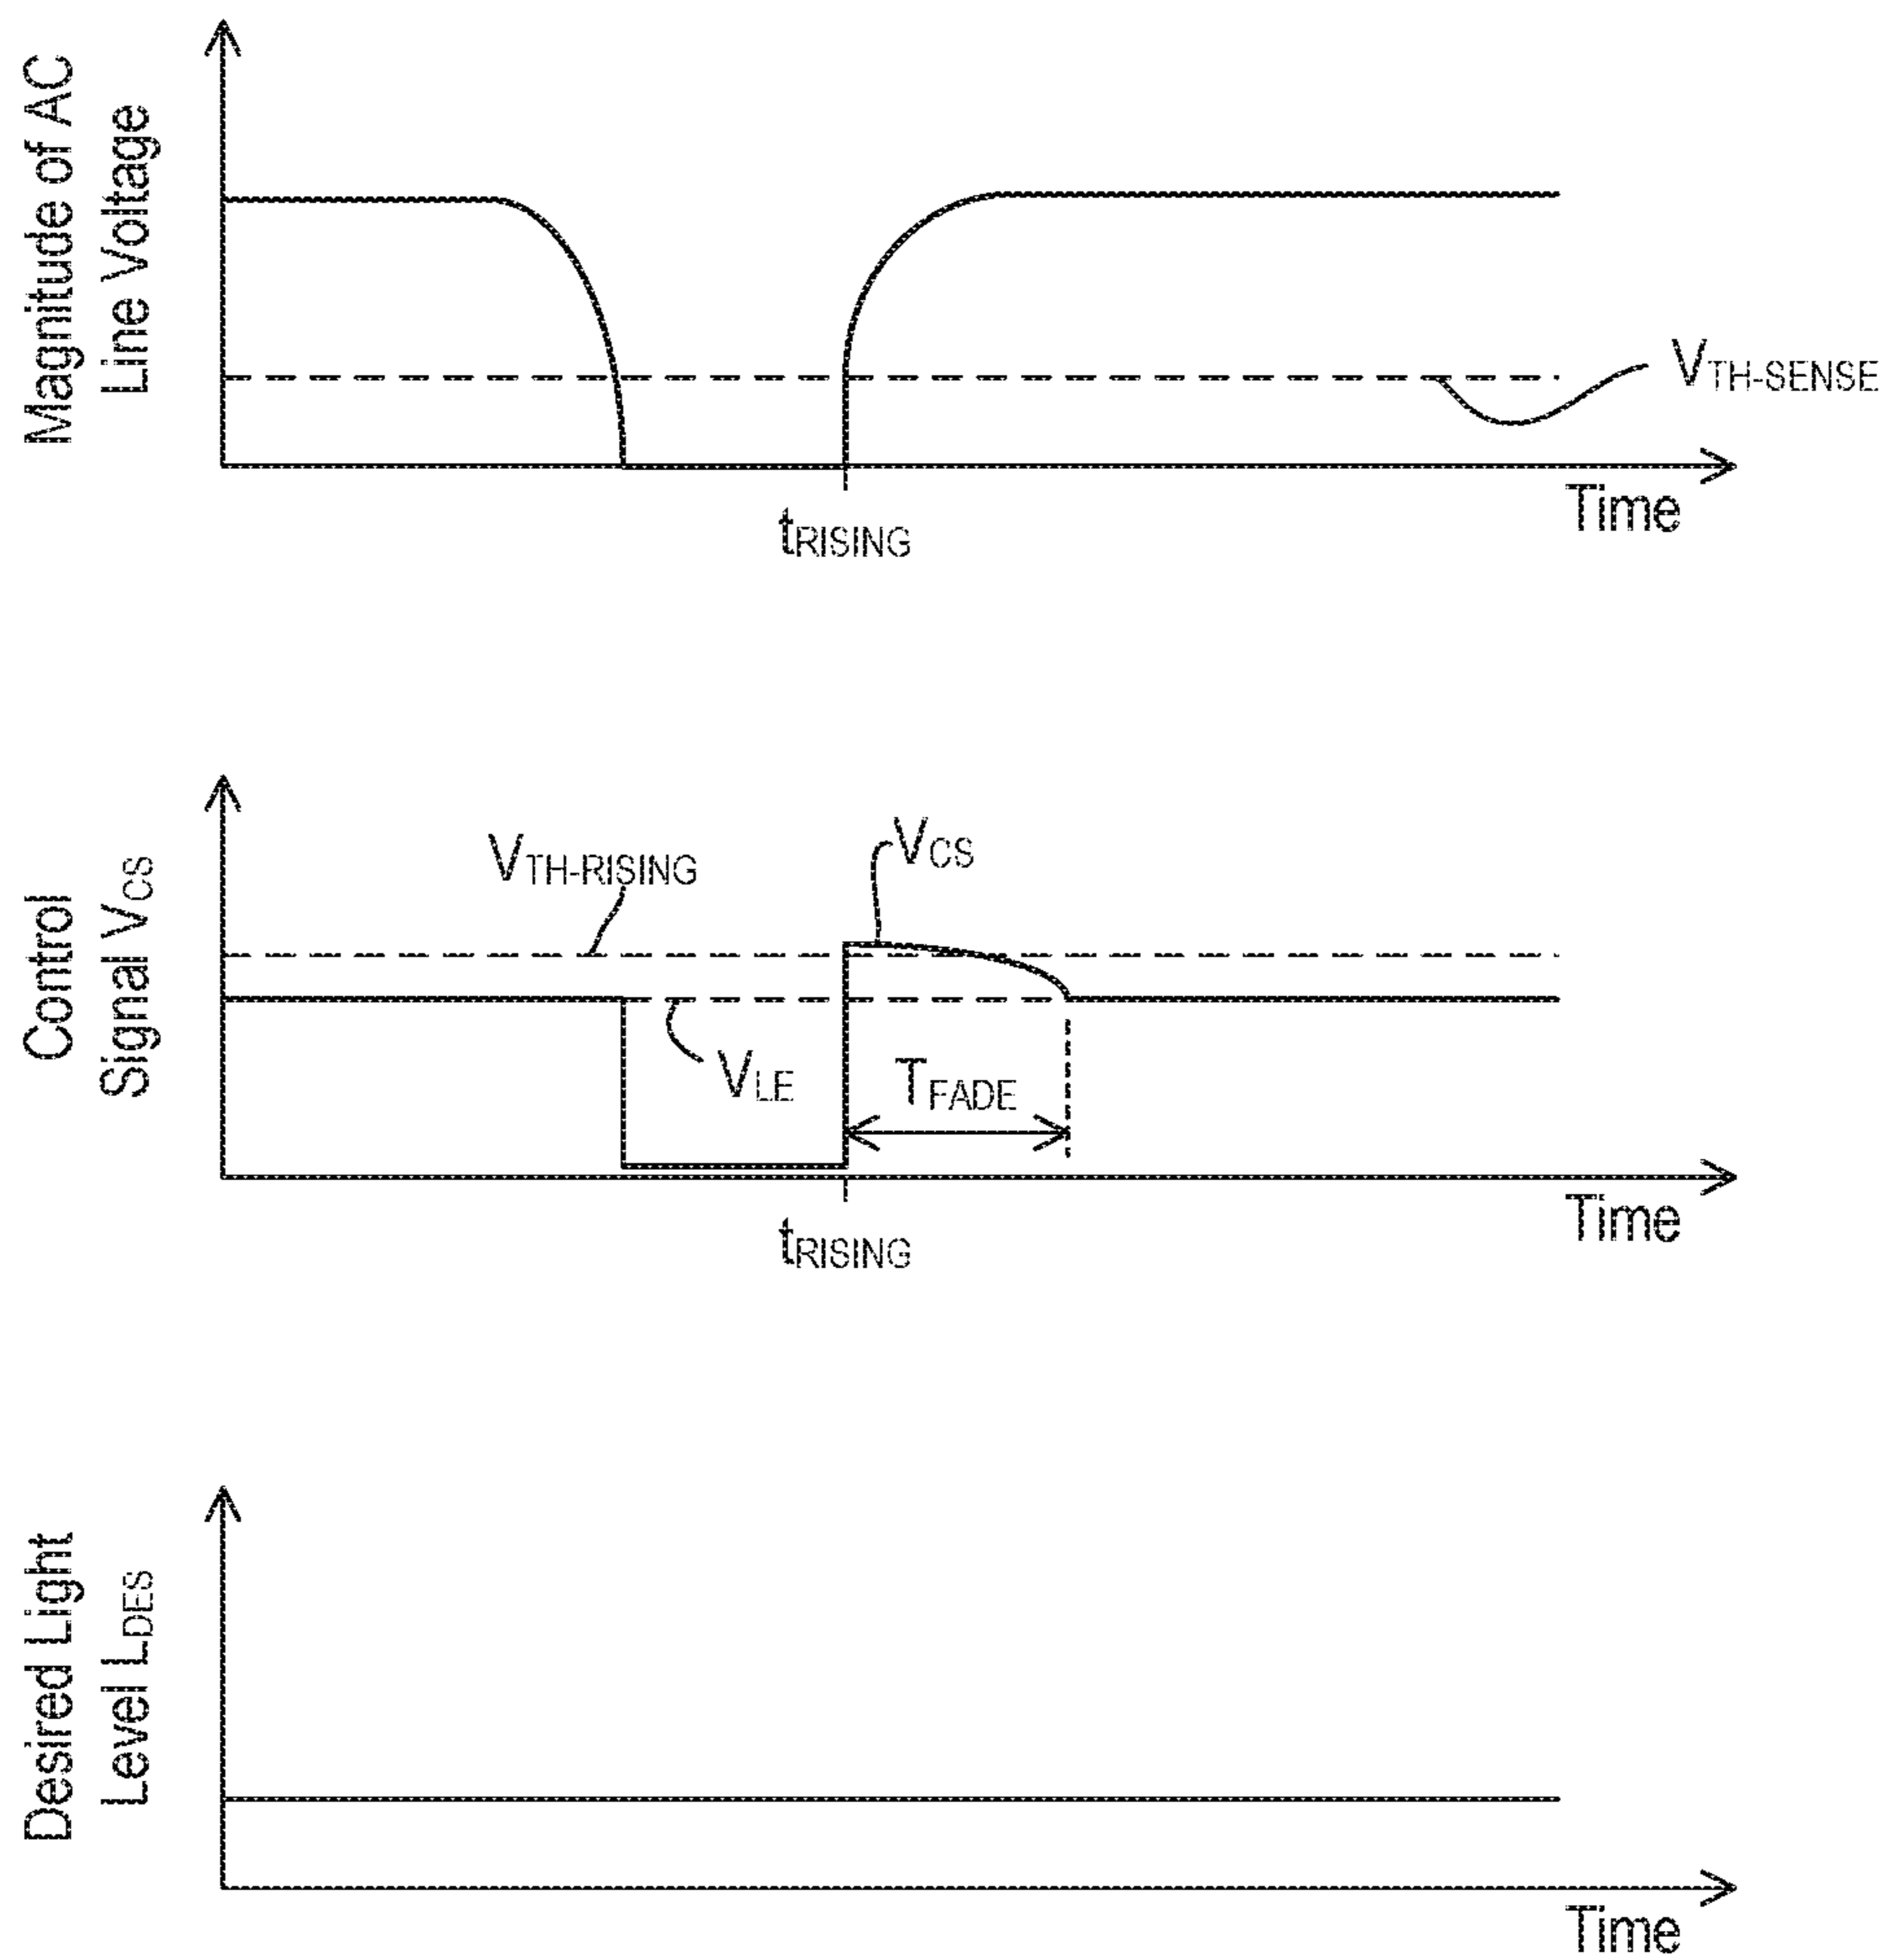 Magnitude of AC
Line Voltage
VTH-SENSE
Time
tRISING
Control
Signal VCS
VTH-RISING
VCS
VLE
TFADE
Time
tRISING
Desired Light
Level LDES
Time